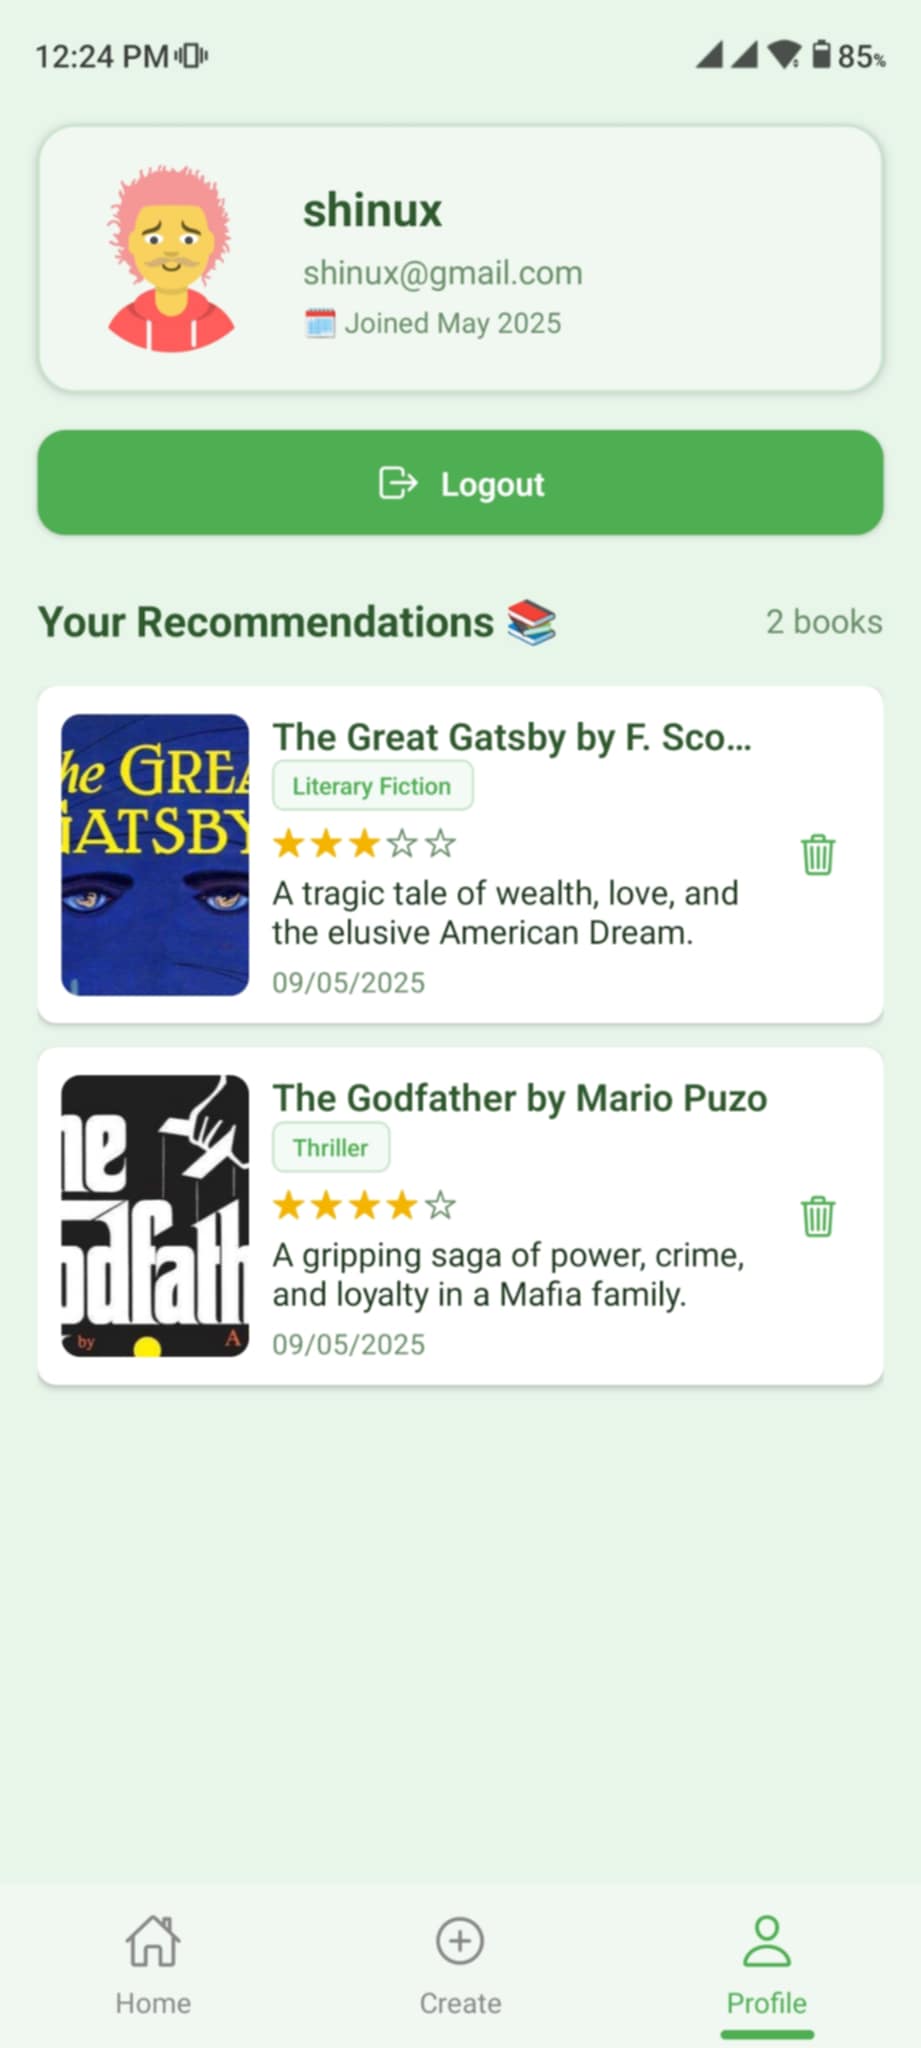 12:24 PM
85%
shinux
shinux@gmail.com
Joined May 2025
Logout
Your Recommendations
2 books
The Great Gatsby by F. Sco...
he GREA
GATSBY
Literary Fiction
A tragic tale of wealth, love, and
the elusive American Dream.
09/05/2025
The Godfather by Mario Puzo
he
odfath
by
A
Thriller
A gripping saga of power, crime,
and loyalty in a Mafia family.
09/05/2025
Home
Create
Profile